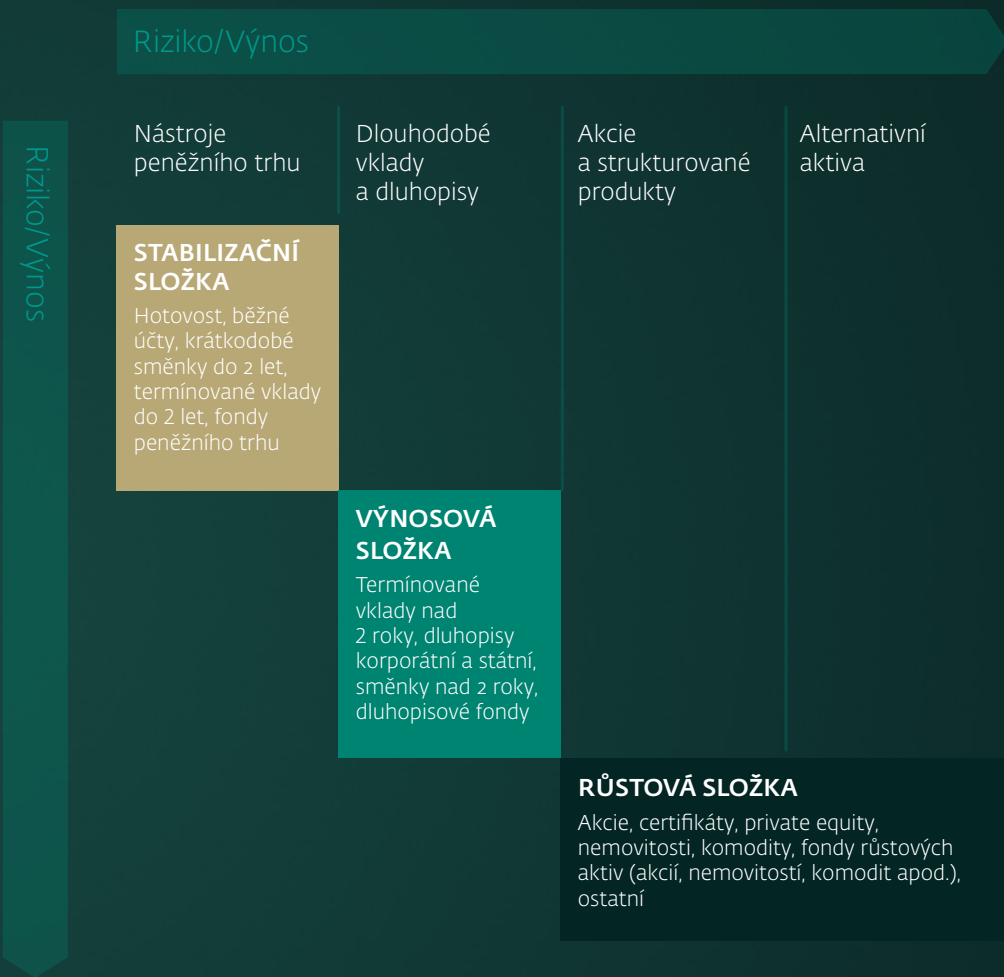 Riziko/Výnos
Riziko/Výnos
Nástroje
peněžního trhu
Dlouhodobé
vklady
a dluhopisy
Akcie
a strukturované
produkty
Alternativní
aktiva
STABILIZAČNÍ
SLOŽKA
Hotovost, běžné
účty, krátkodobé
směnky do 2 let,
termínované vklady
do 2 let, fondy
peněžního trhu
VÝNOSOVÁ
SLOŽKA
Termínované
vklady nad
2 roky, dluhopisy
korporátní a státní,
směnky nad 2 roky,
dluhopisové fondy
RŮSTOVÁ SLOŽKA
Akcie, certifikáty, private equity,
nemovitosti, komodity, fondy růstových
aktiv (akcií, nemovitostí, komodit apod.),
ostatní